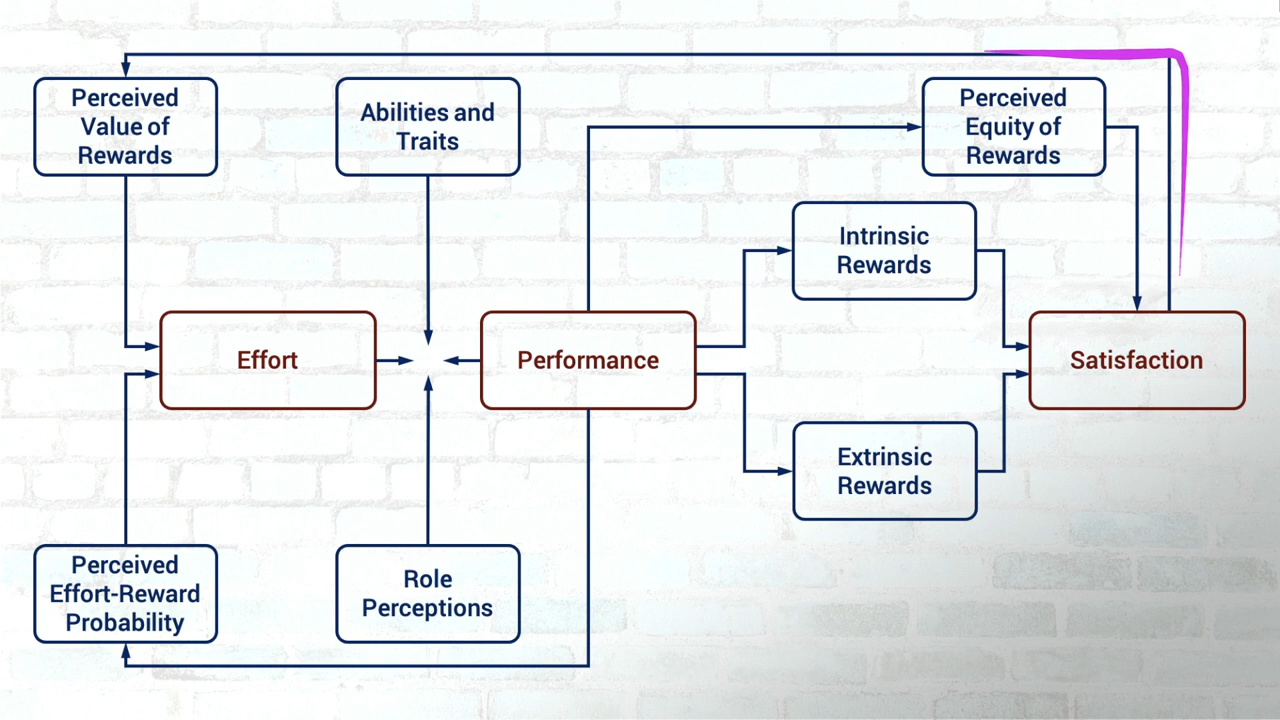 Perceived
Value of
Rewards
Abilities and
Traits
Perceived
Equity of
Rewards
Intrinsic
Rewards
Effort
Performance
Satisfaction
Extrinsic
Rewards
Perceived
Effort-Reward
Probability
Role
Perceptions